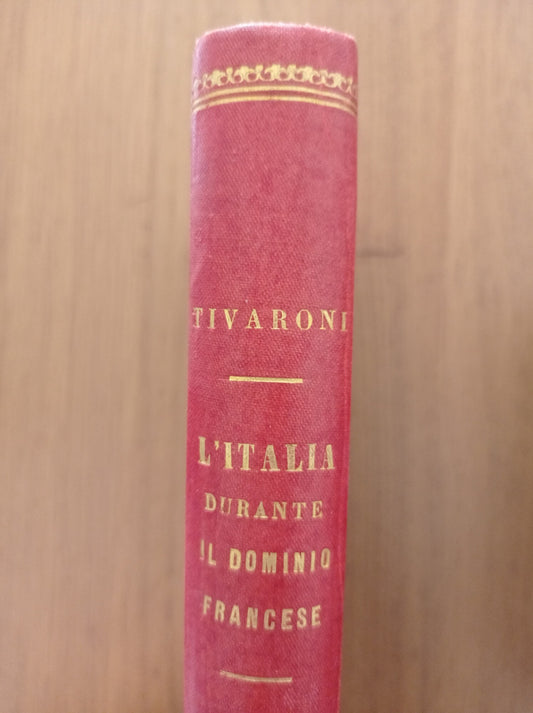 TIVARONI
L'ITALIA
DURANTE
IL DOMINIO
FRANCESE